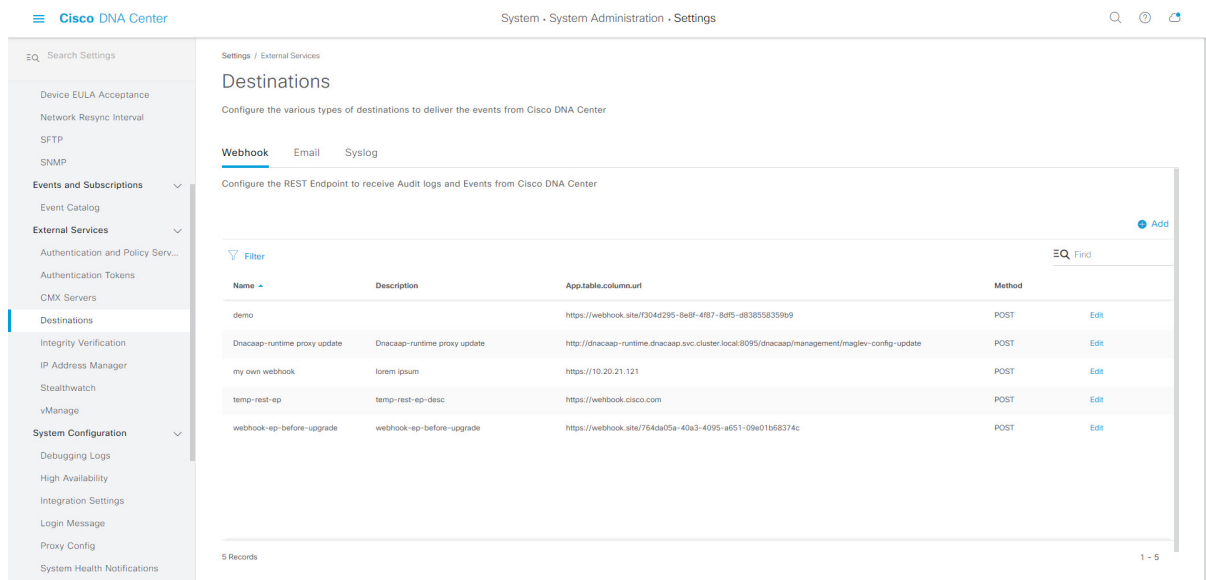 Cisco DNA Center
System · System Administration · Settings
Search Settings
Device EULA Acceptance
Network Resync Interval
SFTP
SNMP
Events and Subscriptions
Event Catalog
External Services
Authentication and Policy Serv...
Authentication Tokens
CMX Servers
Destinations
Integrity Verification
IP Address Manager
Stealthwatch
vManage
System Configuration
Debugging Logs
High Availability
Integration Settings
Login Message
Proxy Config
System Health Notifications
Settings / External Services
Destinations
Configure the various types of destinations to deliver the events from Cisco DNA Center
Webhook Email Syslog
Configure the REST Endpoint to receive Audit logs and Events from Cisco DNA Center
Add
Filter
Find
Name Description App.table.column.url Method
demo https://webhook.site/f304d295-8e8f-4f87-8df5-d838558359b9 POST Edit
Dnacaap-runtime proxy update Dnacaap-runtime proxy update http://dnacaap-runtime.dnacaap.svc.cluster.local:8095/dnacaap/management/maglev-config-update POST Edit
my own webhook lorem ipsum https://10.20.21.121 POST Edit
temp-rest-ep temp-rest-ep-desc https://wehbook.cisco.com POST Edit
webhook-ep-before-upgrade webhook-ep-before-upgrade https://webhook.site/764da05a-40a3-4095-a651-09e01b68374c POST Edit
5 Records
1 - 5